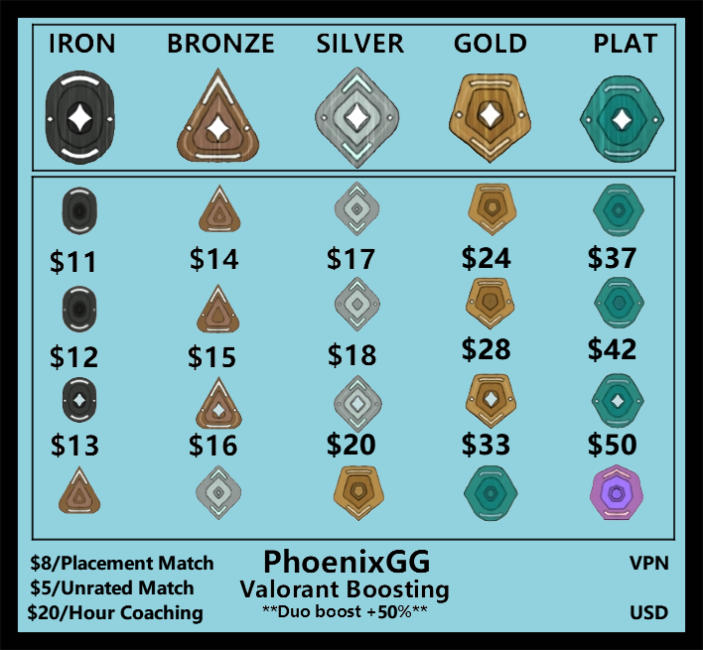 IRON BRONZE SILVER GOLD PLAT
$11 $14 $17 $24 $37
$12 $15 $18 $28 $42
$13 $16 $20 $33 $50
$8/Placement Match
$5/Unrated Match
$20/Hour Coaching
PhoenixGG
Valorant Boosting
**Duo boost +50%**
VPN
USD